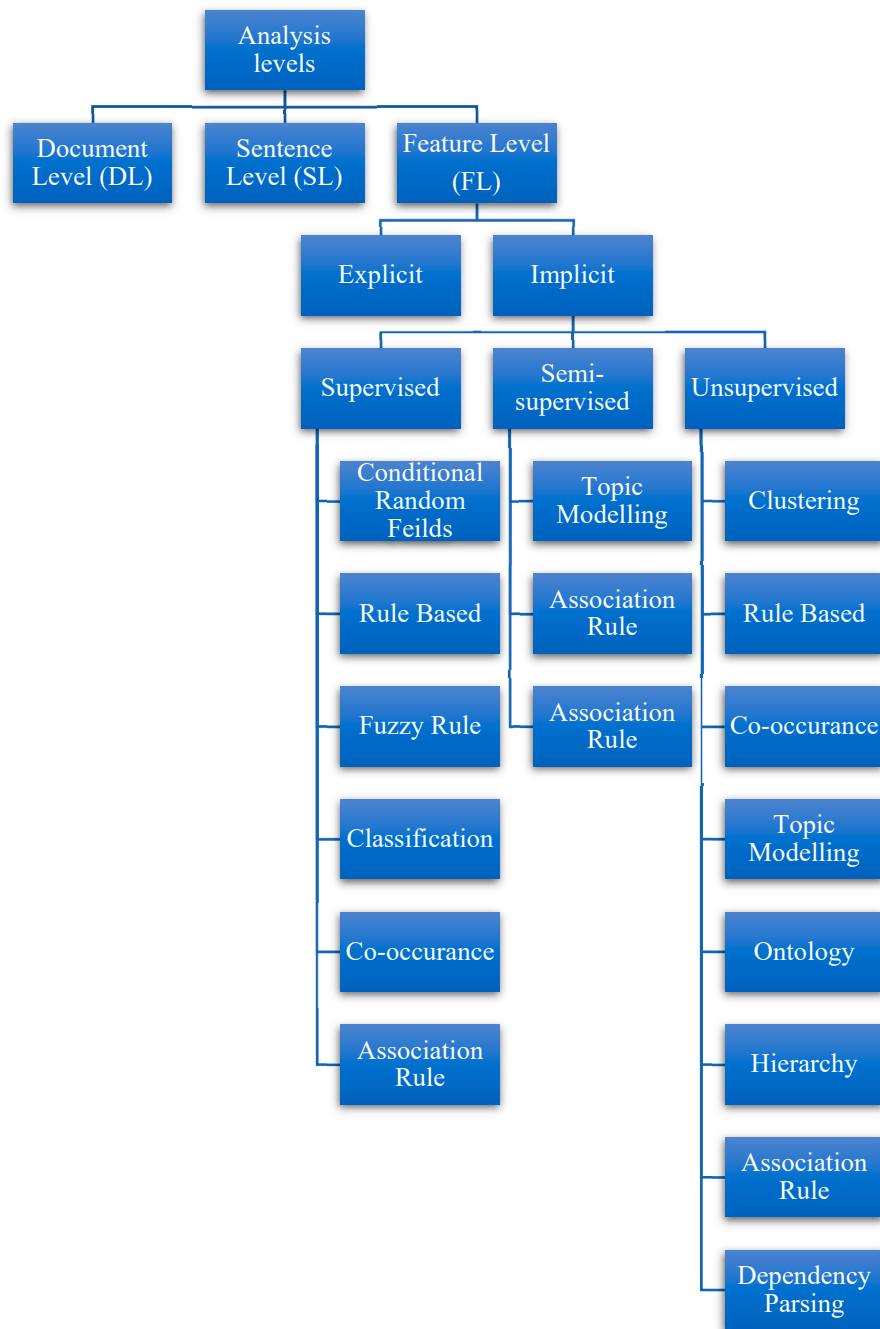 Analysis
levels
Document
Level (DL)
Sentence
Level (SL)
Feature Level
(FL)
Explicit
Implicit
Supervised
Semi-
supervised
Unsupervised
Conditional
Random
Feilds
Topic
Modelling
Clustering
Rule Based
Association
Rule
Rule Based
Fuzzy Rule
Association
Rule
Co-occurance
Classification
Topic
Modelling
Co-occurance
Ontology
Association
Rule
Hierarchy
Association
Rule
Dependency
Parsing